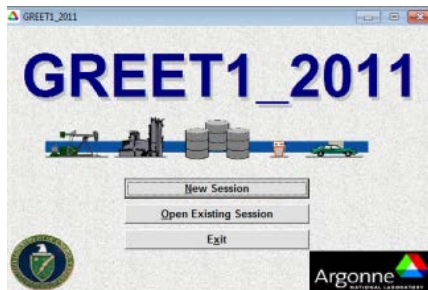 GREET1_2011
GREET1_2011
New Session
Open Existing Session
Exit
Argonne
NATIONAL LABORATORY